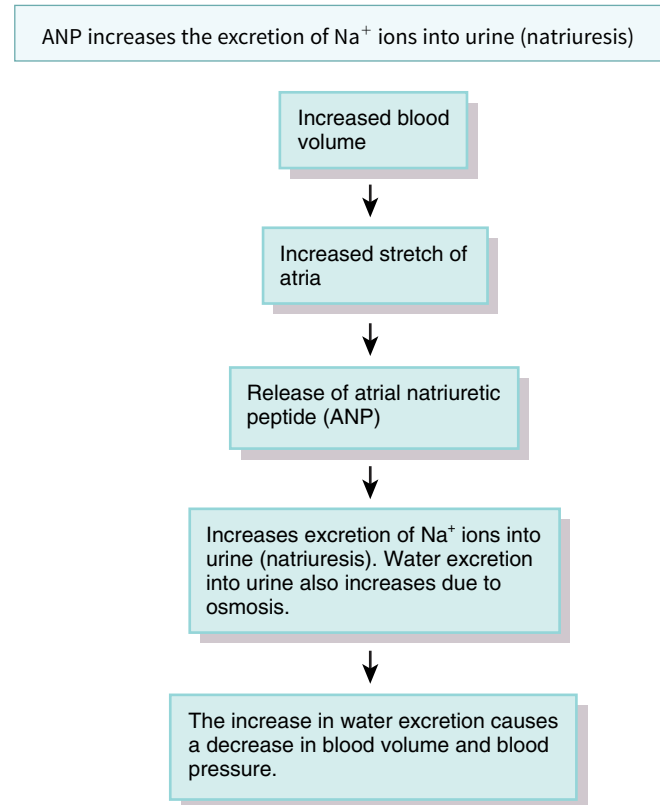 ANP increases the excretion of Na⁺ ions into urine (natriuresis)
Increased blood
volume
Increased stretch of
atria
Release of atrial natriuretic
peptide (ANP)
Increases excretion of Na⁺ ions into
urine (natriuresis). Water excretion
into urine also increases due to
osmosis.
The increase in water excretion causes
a decrease in blood volume and blood
pressure.